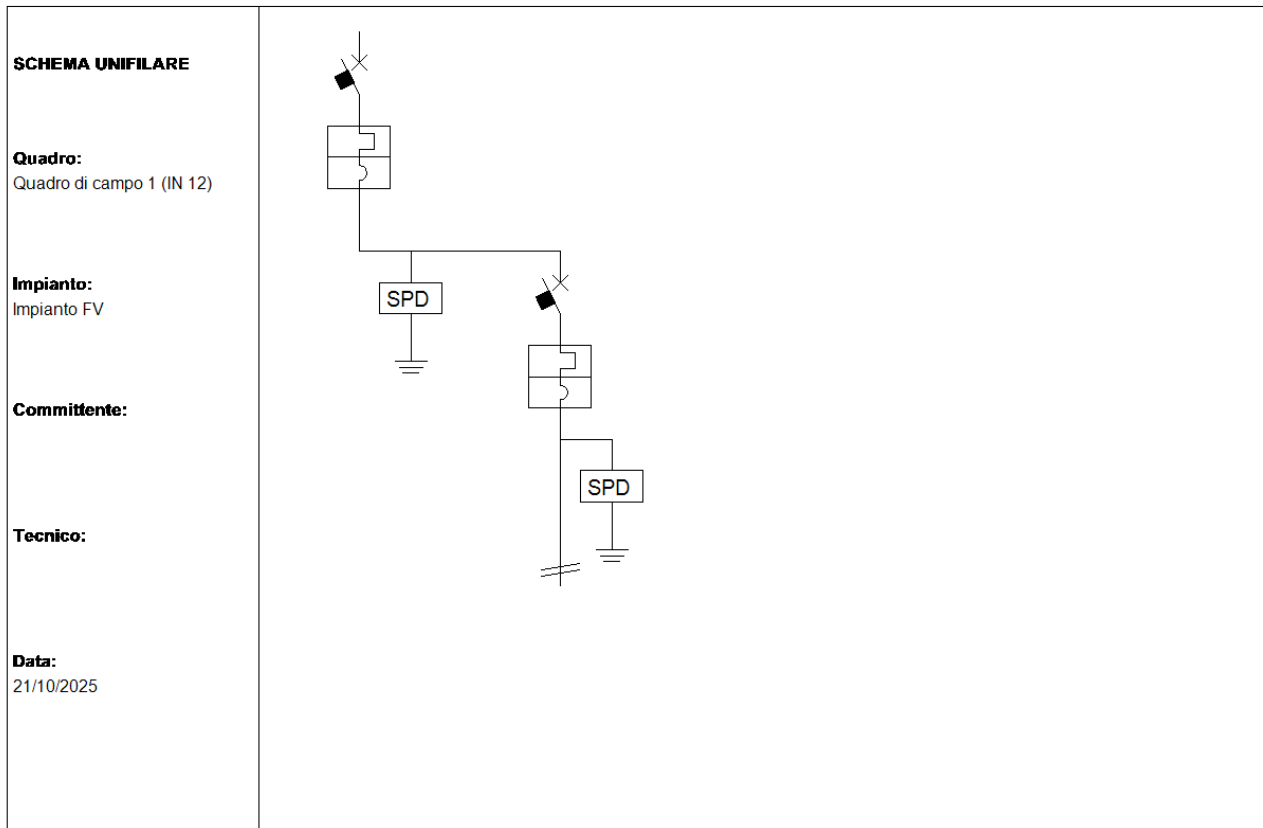 SCHEMA UNIFILARE
Quadro:
Quadro di campo 1 (IN 12)
Impianto:
Impianto FV
Committente:
Tecnico:
Data:
21/10/2025
SPD
SPD